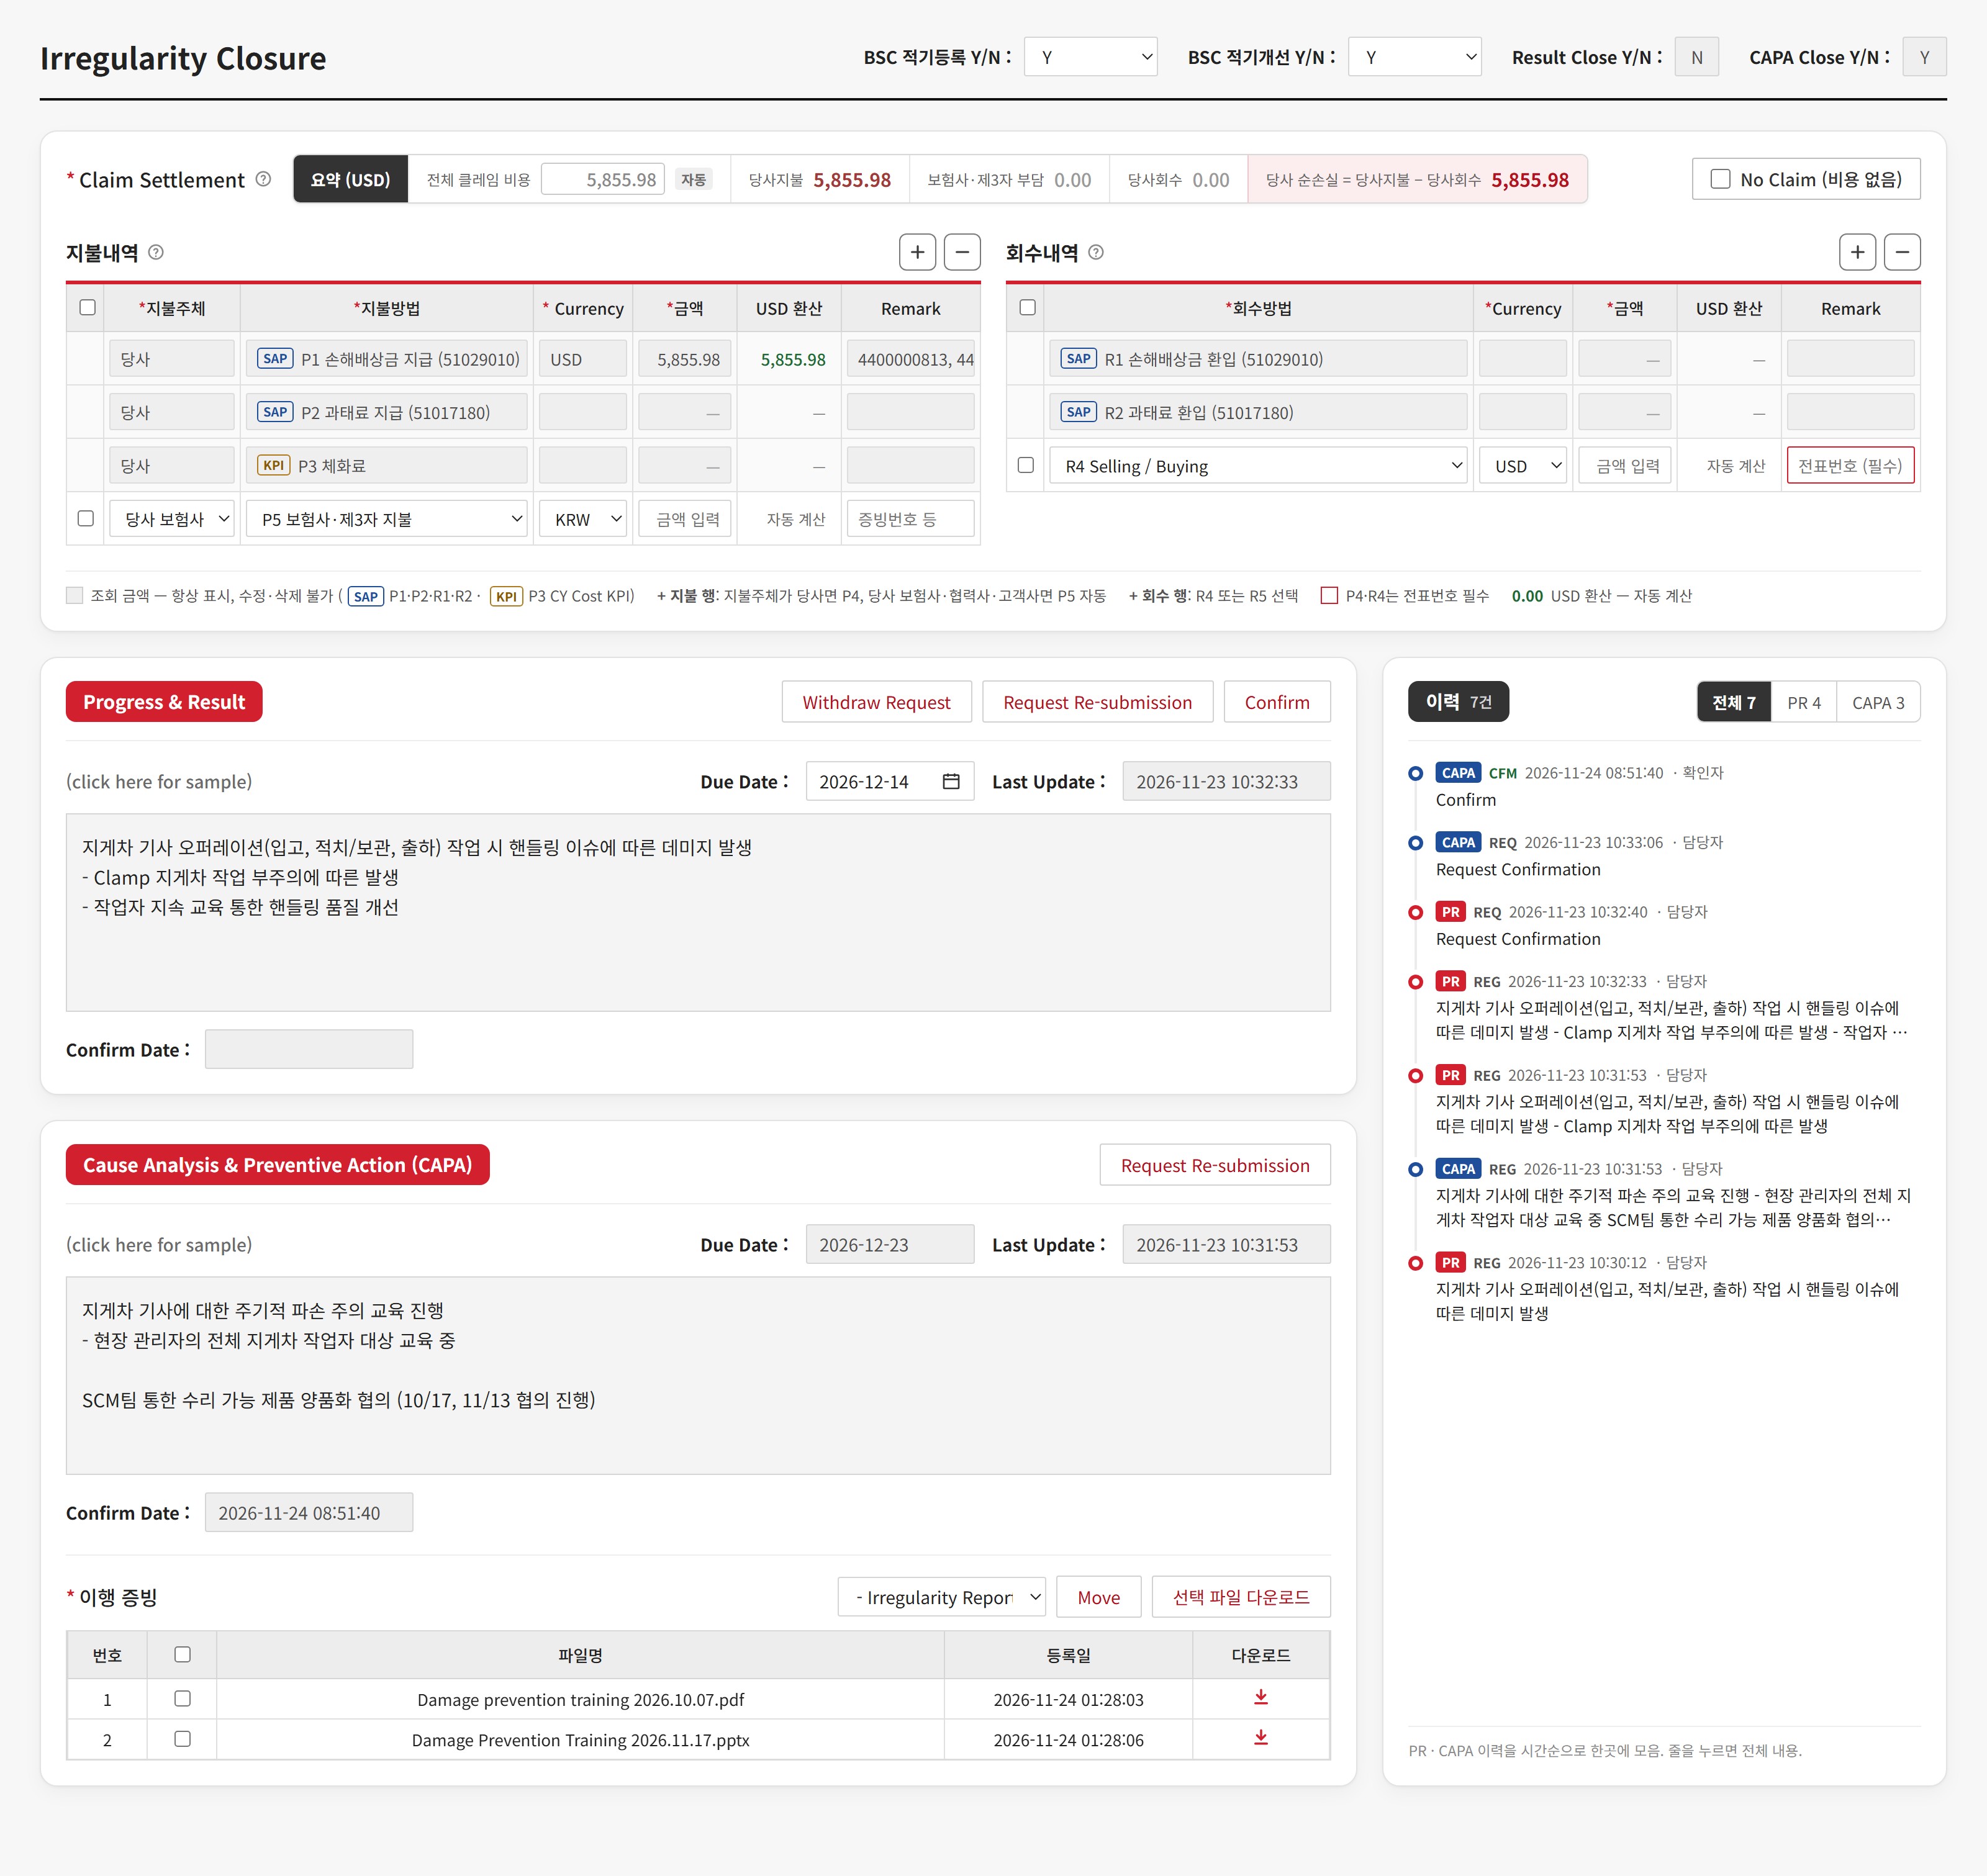 Irregularity Closure
BSC 적기등록 Y/N : Y
BSC 적기개선 Y/N : Y
Result Close Y/N : N
CAPA Close Y/N : Y
* Claim Settlement ?
요약 (USD) 전체 클레임 비용 5,855.98 자동 당사지불 5,855.98 보험사·제3자 부담 0.00 당사회수 0.00 당사 순손실 = 당사지불 − 당사회수 5,855.98
No Claim (비용 없음)
지불내역 ? + −
*지불주체 *지불방법 * Currency *금액 USD 환산 Remark
당사 SAP P1 손해배상금 지급 (51029010) USD 5,855.98 5,855.98 4400000813, 44
당사 SAP P2 과태료 지급 (51017180) — —
당사 KPI P3 체화료 — —
당사 보험사 P5 보험사·제3자 지불 KRW 금액 입력 자동 계산 증빙번호 등
회수내역 ? + −
*회수방법 *Currency *금액 USD 환산 Remark
SAP R1 손해배상금 환입 (51029010) — —
SAP R2 과태료 환입 (51017180) — —
R4 Selling / Buying USD 금액 입력 자동 계산 전표번호 (필수)
조회 금액 — 항상 표시, 수정·삭제 불가 ( SAP P1·P2·R1·R2 · KPI P3 CY Cost KPI) + 지불 행: 지불주체가 당사면 P4, 당사 보험사·협력사·고객사면 P5 자동 + 회수 행: R4 또는 R5 선택 P4·R4는 전표번호 필수 0.00 USD 환산 — 자동 계산
Progress & Result
Withdraw Request Request Re-submission Confirm
(click here for sample) Due Date : 2026-12-14 Last Update : 2026-11-23 10:32:33
지게차 기사 오퍼레이션(입고, 적치/보관, 출하) 작업 시 핸들링 이슈에 따른 데미지 발생
- Clamp 지게차 작업 부주의에 따른 발생
- 작업자 지속 교육 통한 핸들링 품질 개선
Confirm Date :
Cause Analysis & Preventive Action (CAPA)
Request Re-submission
(click here for sample) Due Date : 2026-12-23 Last Update : 2026-11-23 10:31:53
지게차 기사에 대한 주기적 파손 주의 교육 진행
- 현장 관리자의 전체 지게차 작업자 대상 교육 중
SCM팀 통한 수리 가능 제품 양품화 협의 (10/17, 11/13 협의 진행)
Confirm Date : 2026-11-24 08:51:40
* 이행 증빙
- Irregularity Repor Move 선택 파일 다운로드
번호 파일명 등록일 다운로드
1 Damage prevention training 2026.10.07.pdf 2026-11-24 01:28:03
2 Damage Prevention Training 2026.11.17.pptx 2026-11-24 01:28:06
이력 7건
전체 7 PR 4 CAPA 3
CAPA CFM 2026-11-24 08:51:40 · 확인자
Confirm
CAPA REQ 2026-11-23 10:33:06 · 담당자
Request Confirmation
PR REQ 2026-11-23 10:32:40 · 담당자
Request Confirmation
PR REG 2026-11-23 10:32:33 · 담당자
지게차 기사 오퍼레이션(입고, 적치/보관, 출하) 작업 시 핸들링 이슈에
따른 데미지 발생 - Clamp 지게차 작업 부주의에 따른 발생 - 작업자 …
PR REG 2026-11-23 10:31:53 · 담당자
지게차 기사 오퍼레이션(입고, 적치/보관, 출하) 작업 시 핸들링 이슈에
따른 데미지 발생 - Clamp 지게차 작업 부주의에 따른 발생
CAPA REG 2026-11-23 10:31:53 · 담당자
지게차 기사에 대한 주기적 파손 주의 교육 진행 - 현장 관리자의 전체 지
게차 작업자 대상 교육 중 SCM팀 통한 수리 가능 제품 양품화 협의…
PR REG 2026-11-23 10:30:12 · 담당자
지게차 기사 오퍼레이션(입고, 적치/보관, 출하) 작업 시 핸들링 이슈에
따른 데미지 발생
PR · CAPA 이력을 시간순으로 한곳에 모음. 줄을 누르면 전체 내용.